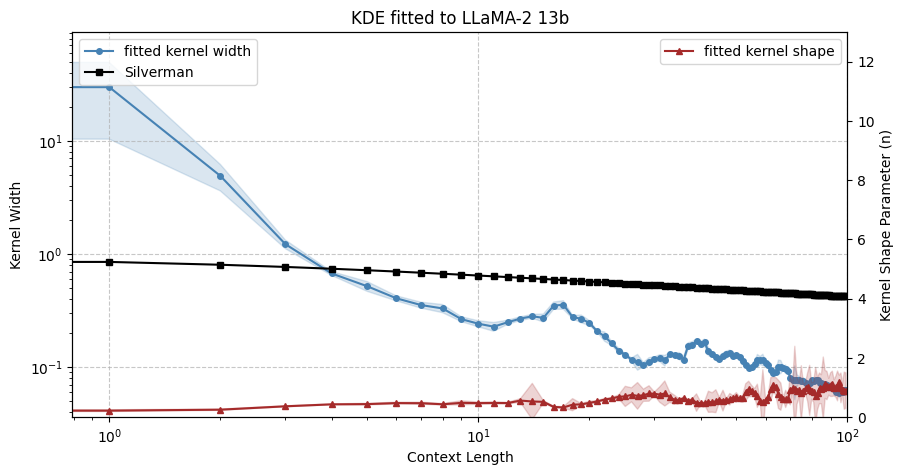 KDE fitted to LLaMA-2 13b
fitted kernel width
Silverman
fitted kernel shape
Kernel Width
10¹
10⁰
10⁻¹
12
10
8
6
4
2
0
Kernel Shape Parameter (n)
10⁰
10¹
10²
Context Length